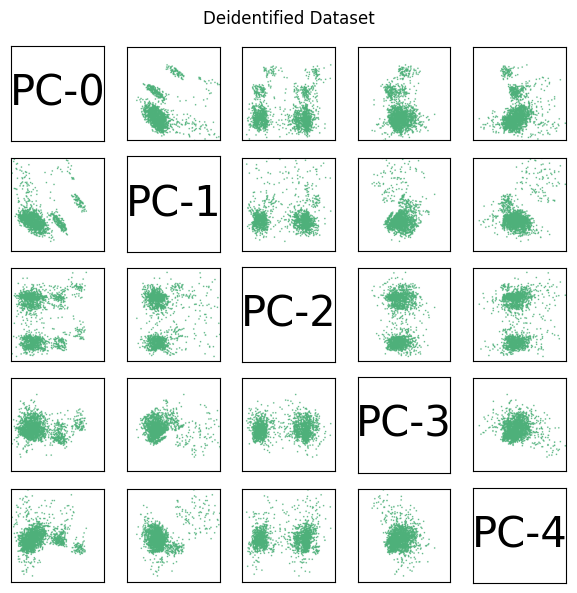 Deidentified Dataset
PC-0
PC-1
PC-2
PC-3
PC-4